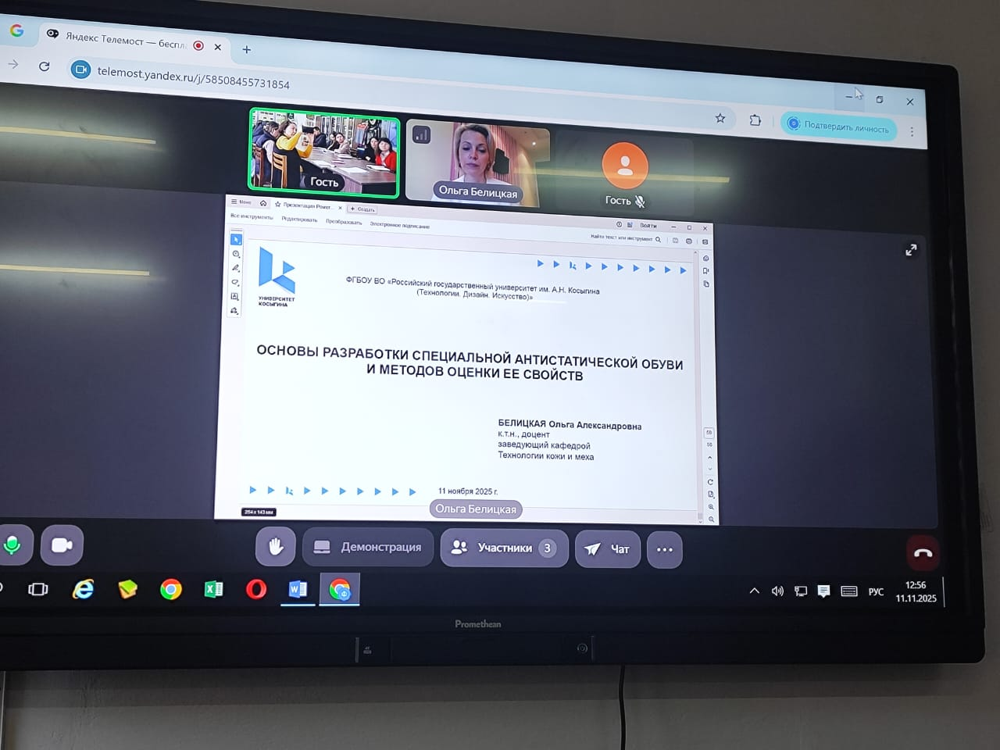 Яндекс Телемост — беспл
telemost.yandex.ru/j/58508455731854
Подтвердить личность
Гость
Ольга Белицкая
Гость
Меню
Презентация Power...
Создать
Войти
Все инструменты Редактировать Преобразовать Электронное подписание
Найти текст или инструмент
УНИВЕРСИТЕТ
КОСЫГИНА
ФГБОУ ВО «Российский государственный университет им. А.Н. Косыгина
(Технологии. Дизайн. Искусство)»
ОСНОВЫ РАЗРАБОТКИ СПЕЦИАЛЬНОЙ АНТИСТАТИЧЕСКОЙ ОБУВИ
И МЕТОДОВ ОЦЕНКИ ЕЕ СВОЙСТВ
БЕЛИЦКАЯ Ольга Александровна
к.т.н., доцент
заведующий кафедрой
Технологии кожи и меха
11 ноября 2025 г.
Ольга Белицкая
254 x 143 мм
Демонстрация
Участники 3
Чат
РУС
12:56
11.11.2025
Promethean